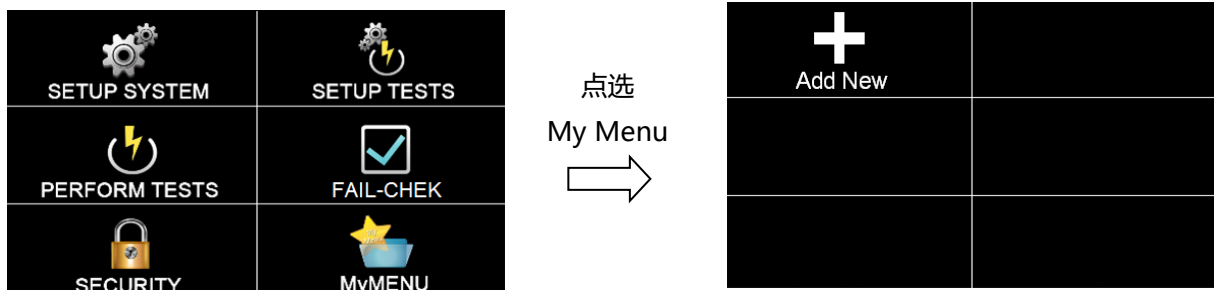 SETUP SYSTEM
SETUP TESTS
PERFORM TESTS
FAIL-CHEK
SECURITY
MyMENU
点选
My Menu
Add New